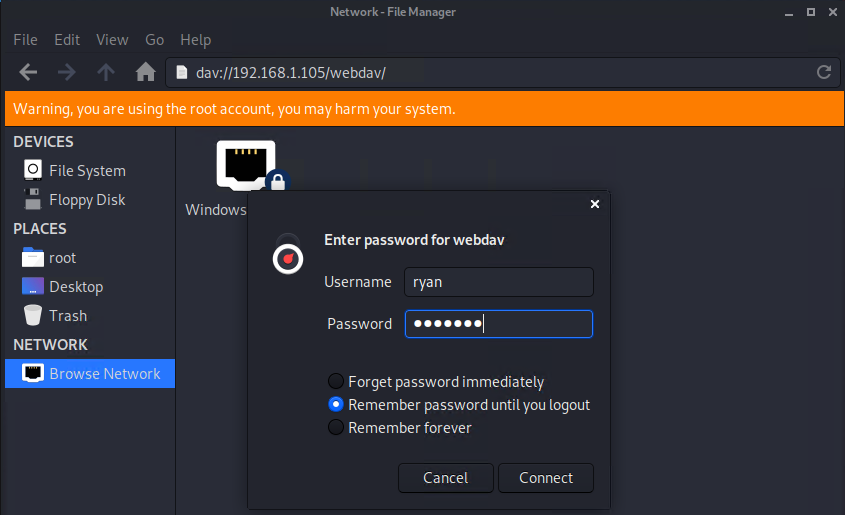 Network - File Manager
File Edit View Go Help
dav://192.168.1.105/webdav/
Warning, you are using the root account, you may harm your system.
DEVICES
File System
Floppy Disk
PLACES
root
Desktop
Trash
NETWORK
Browse Network
Windows
Enter password for webdav
Username ryan
Password ●●●●●●●
Forget password immediately
Remember password until you logout
Remember forever
Cancel Connect